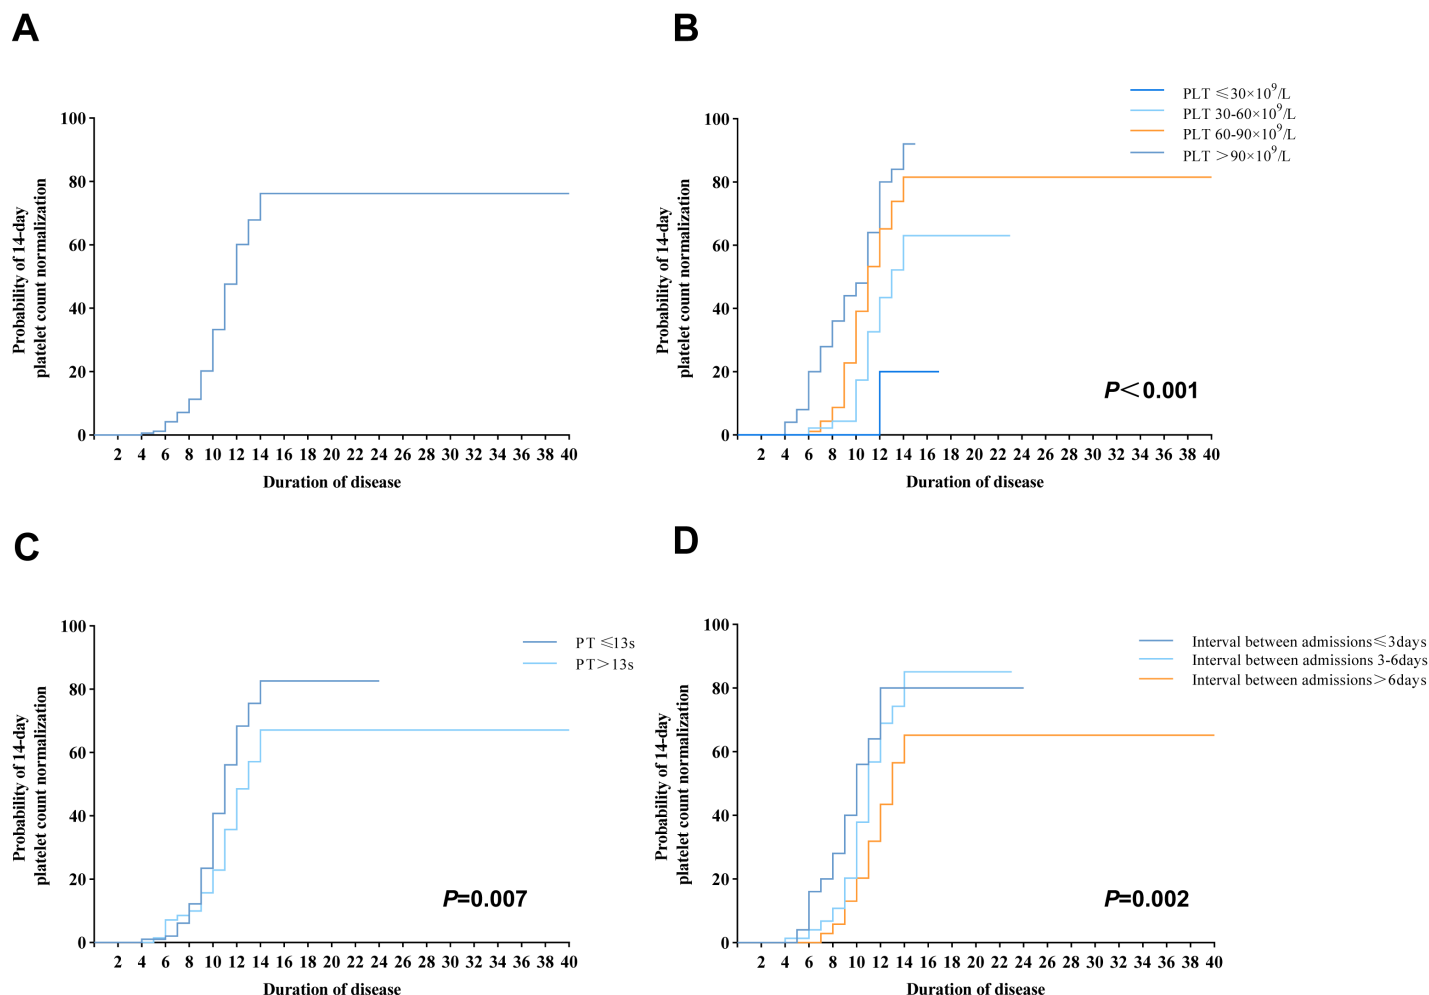 A
100
80
60
40
20
0
Probability of 14-day
platelet count normalization
2 4 6 8 10 12 14 16 18 20 22 24 26 28 30 32 34 36 38 40
Duration of disease
B
PLT ≤30×10⁹/L
PLT 30-60×10⁹/L
PLT 60-90×10⁹/L
PLT >90×10⁹/L
100
80
60
40
20
0
Probability of 14-day
platelet count normalization
P<0.001
2 4 6 8 10 12 14 16 18 20 22 24 26 28 30 32 34 36 38 40
Duration of disease
C
PT ≤13s
PT>13s
100
80
60
40
20
0
Probability of 14-day
platelet count normalization
P=0.007
2 4 6 8 10 12 14 16 18 20 22 24 26 28 30 32 34 36 38 40
Duration of disease
D
Interval between admissions≤3days
Interval between admissions 3-6days
Interval between admissions>6days
100
80
60
40
20
0
Probability of 14-day
platelet count normalization
P=0.002
2 4 6 8 10 12 14 16 18 20 22 24 26 28 30 32 34 36 38 40
Duration of disease